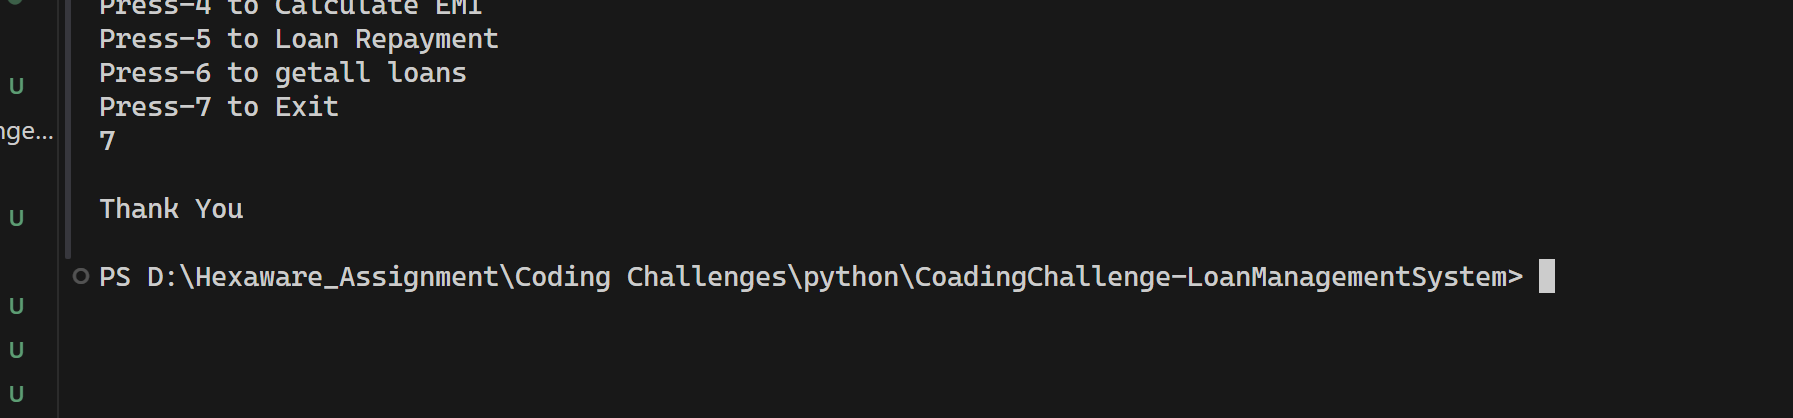 Press-4 to Calculate EMI
Press-5 to Loan Repayment
U
Press-6 to getall loans
Press-7 to Exit
nge...
7
Thank You
U
PS D:\Hexaware_Assignment\Coding Challenges\python\CoadingChallenge-LoanManagementSystem>
U
U
U